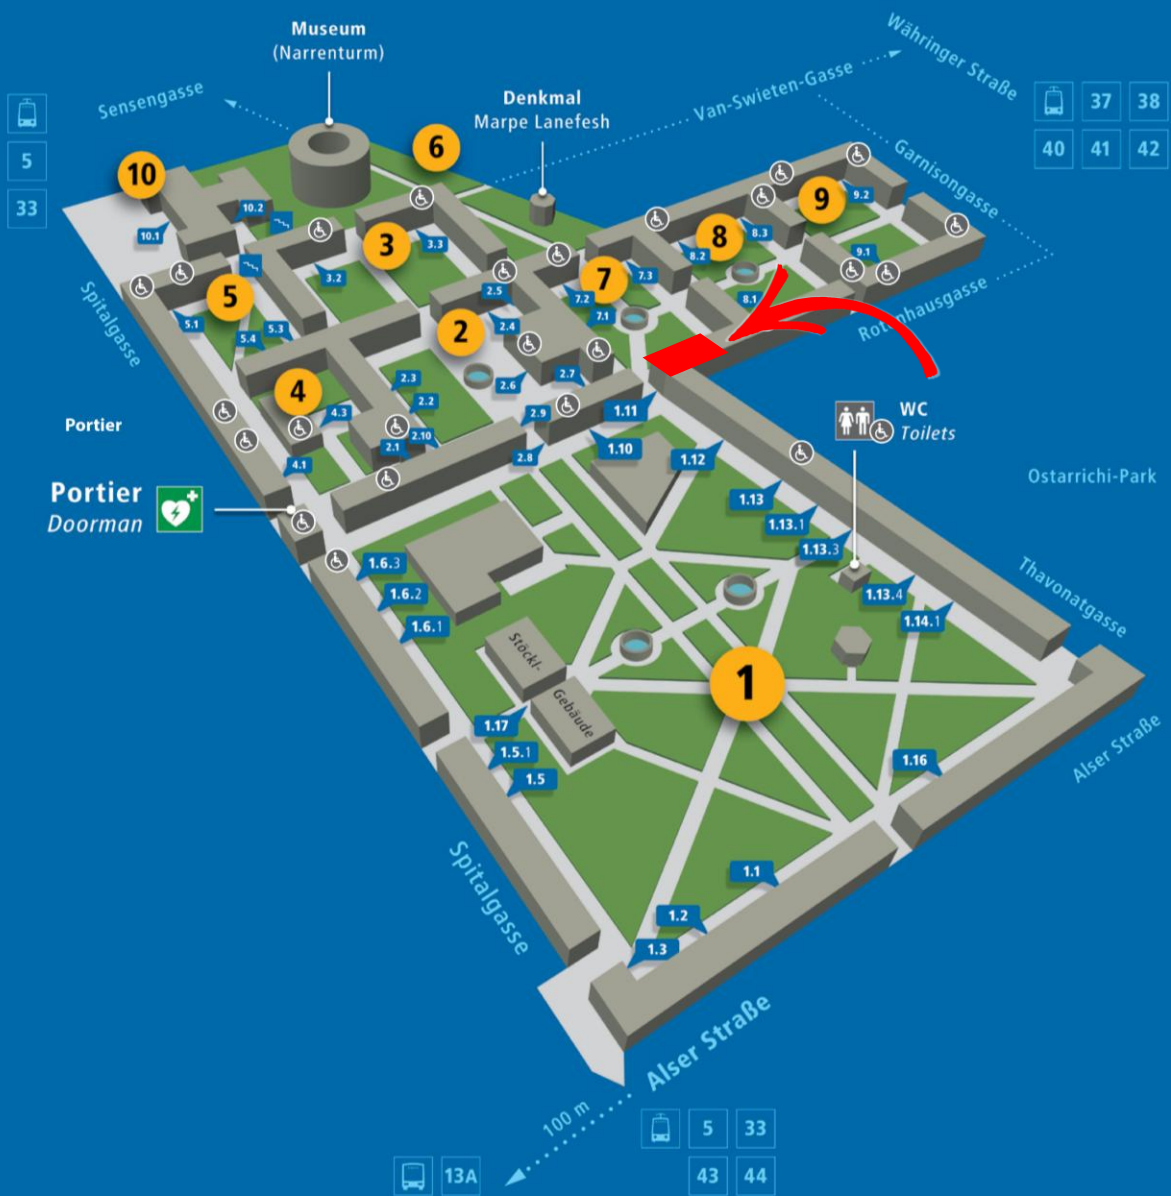 Museum
(Narrenturm)
Sensengasse
Denkmal
Marpe Lanefesh
Van-Swieten-Gasse
Währinger Straße
37
38
40
41
42
5
33
Garnisongasse
10
6
9
9.2
10.2
10.1
3
3.3
3.2
8
8.3
8.2
9.1
8.1
7
7.3
7.2
7.1
5
5.1
5.4
5.3
2
2.5
2.4
2.6
2.7
2.3
2.2
2.9
2.10
2.1
2.8
Rotenhausgasse
Spitalgasse
4
4.3
4.1
1.11
1.10
1.12
WC
Toilets
Portier
Portier
Doorman
Ostarrichi-Park
1.13
1.13.1
1.13.3
1.13.4
1.14.1
Thavonatgasse
1.6.3
1.6.2
1.6.1
Stöckl-
Gebäude
1
1.17
1.5.1
1.5
1.16
Alser Straße
Spitalgasse
1.1
1.2
1.3
Alser Straße
100 m
5
33
13A
43
44